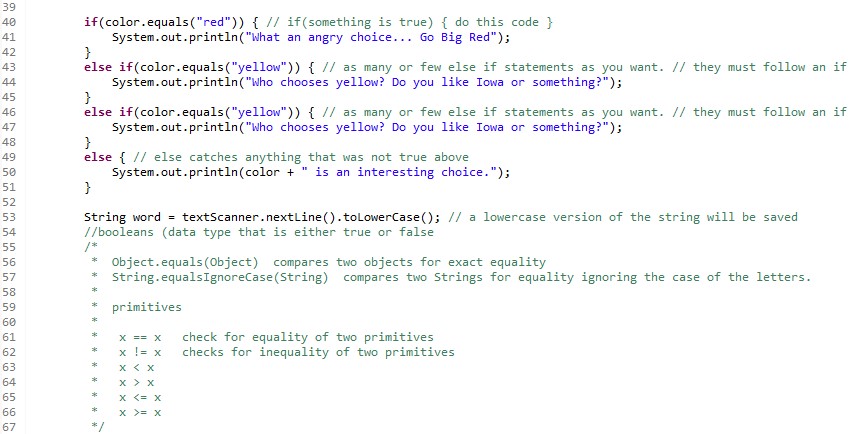 39
40 if(color.equals("red")) { // if(something is true) { do this code }
41 System.out.println("What an angry choice... Go Big Red");
42 }
43 else if(color.equals("yellow")) { // as many or few else if statements as you want. // they must follow an if
44 System.out.println("Who chooses yellow? Do you like Iowa or something?");
45 }
46 else if(color.equals("yellow")) { // as many or few else if statements as you want. // they must follow an if
47 System.out.println("Who chooses yellow? Do you like Iowa or something?");
48 }
49 else { // else catches anything that was not true above
50 System.out.println(color + " is an interesting choice.");
51 }
52
53 String word = textScanner.nextLine().toLowerCase(); // a lowercase version of the string will be saved
54 //booleans (data type that is either true or false
55 /*
56 * Object.equals(Object) compares two objects for exact equality
57 * String.equalsIgnoreCase(String) compares two Strings for equality ignoring the case of the letters.
58 *
59 * primitives
60 *
61 * x == x check for equality of two primitives
62 * x != x checks for inequality of two primitives
63 * x < x
64 * x > x
65 * x <= x
66 * x >= x
67 */